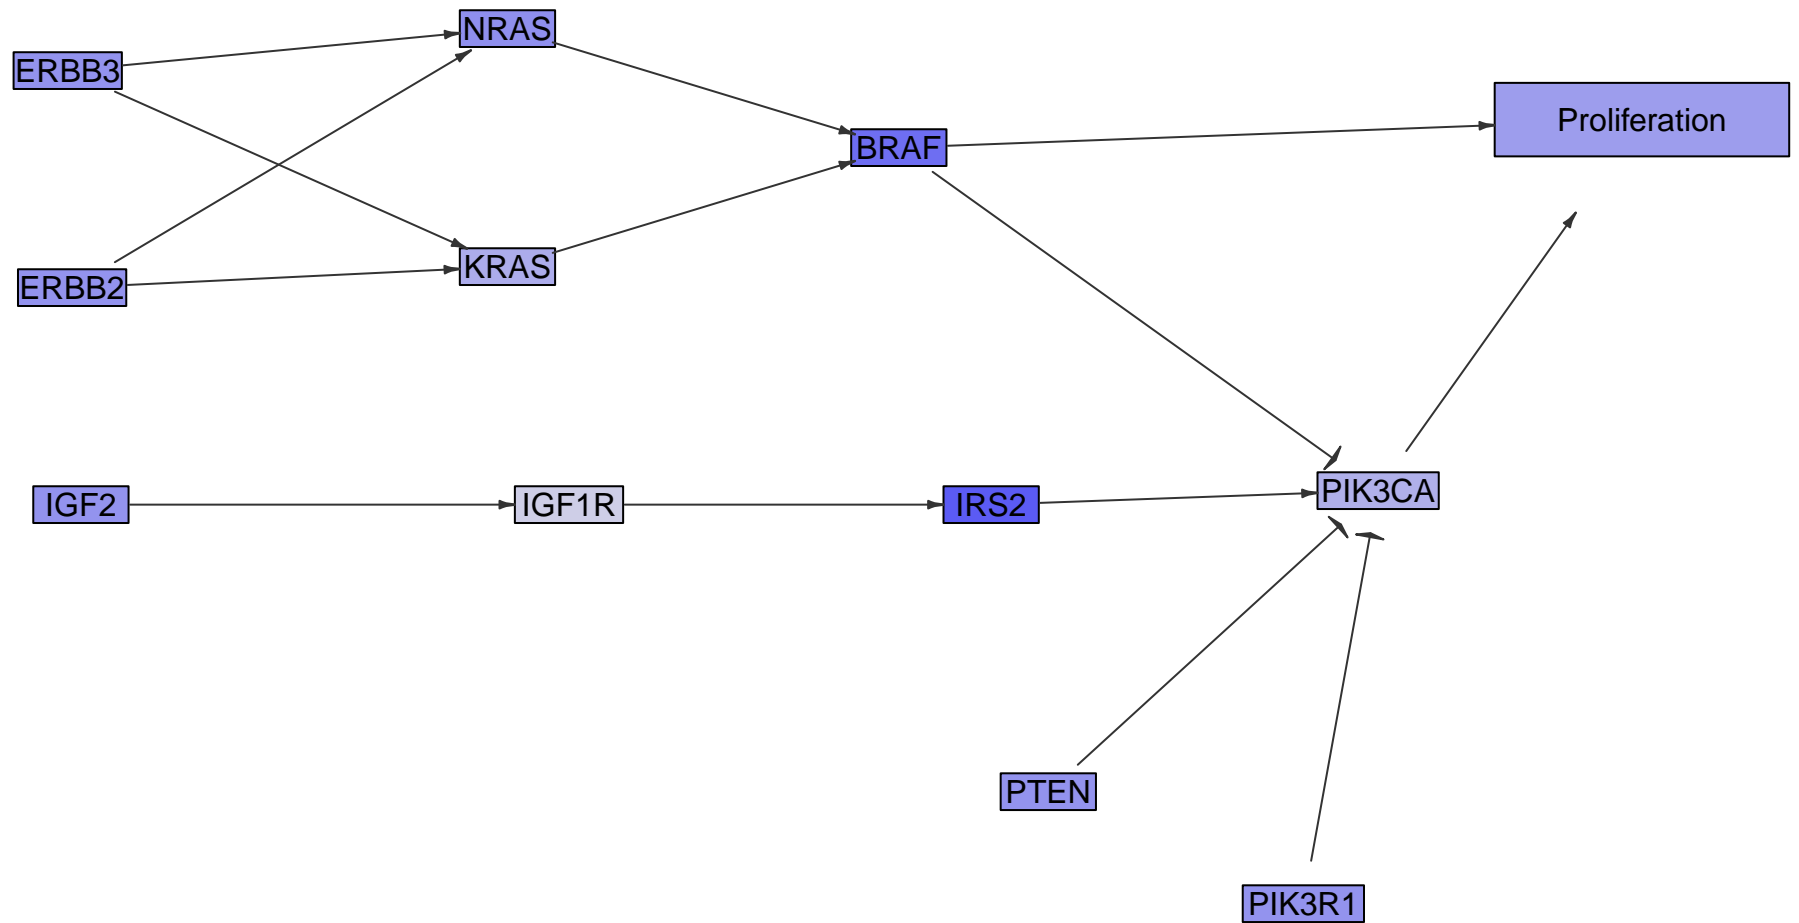 NRAS
ERBB3
Proliferation
BRAF
KRAS
ERBB2
PIK3CA
IGF2
IGF1R
IRS2
PTEN
PIK3R1